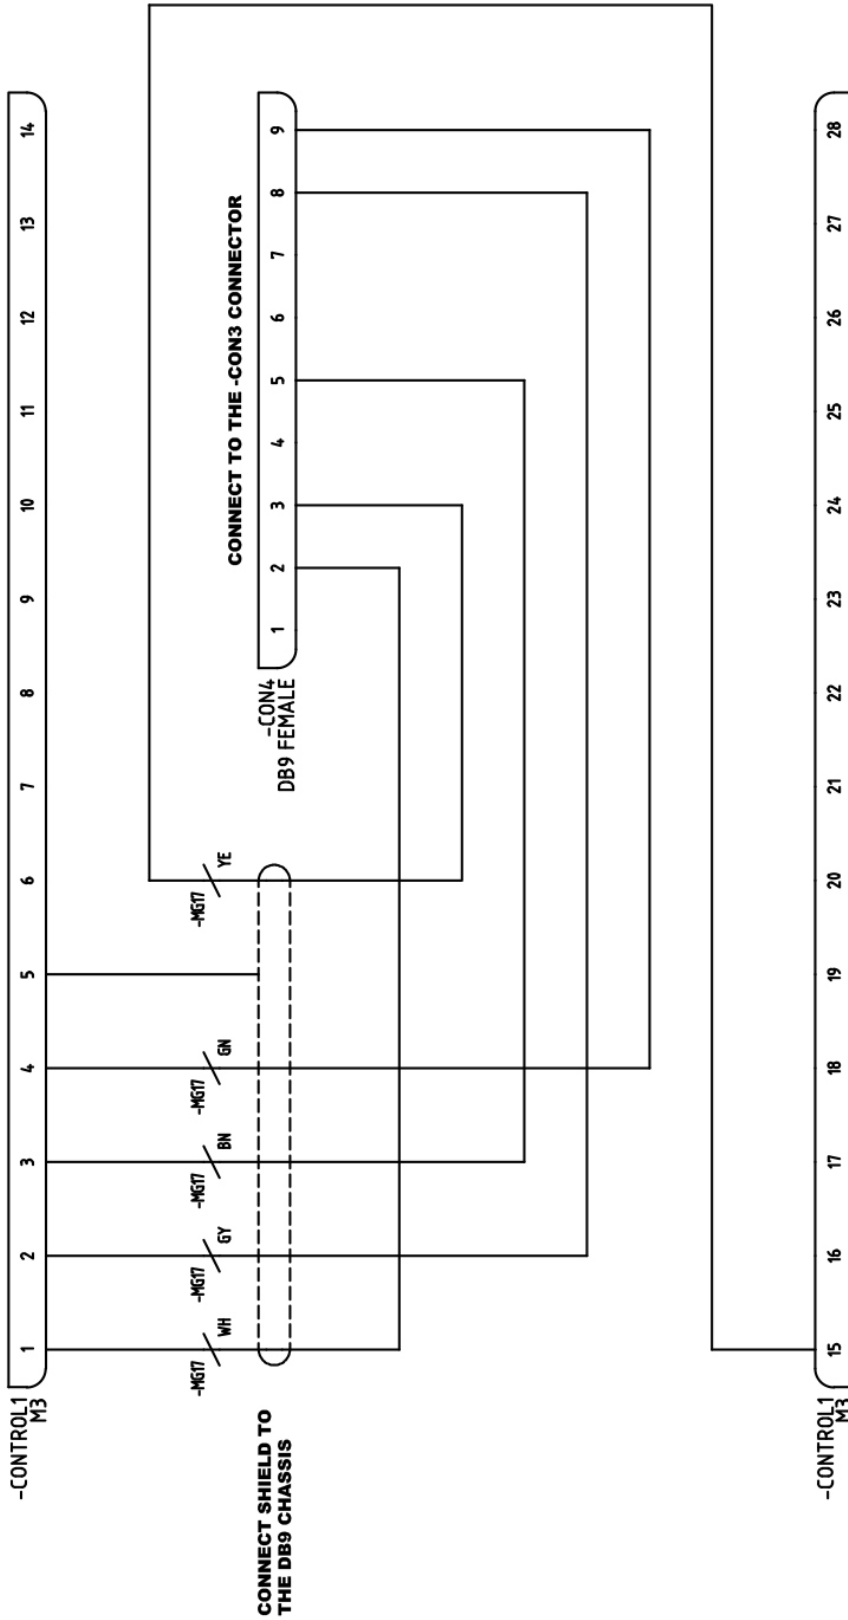 -CONTROL1
M3
1
2
3
4
5
6
7
8
9
10
11
12
13
14
-MG17
WH
-MG17
GY
-MG17
BN
-MG17
GN
-MG17
YE
CONNECT SHIELD TO
THE DB9 CHASSIS
CONNECT TO THE -CON3 CONNECTOR
-CON4
DB9 FEMALE
1
2
3
4
5
6
7
8
9
-CONTROL1
M3
15
16
17
18
19
20
21
22
23
24
25
26
27
28